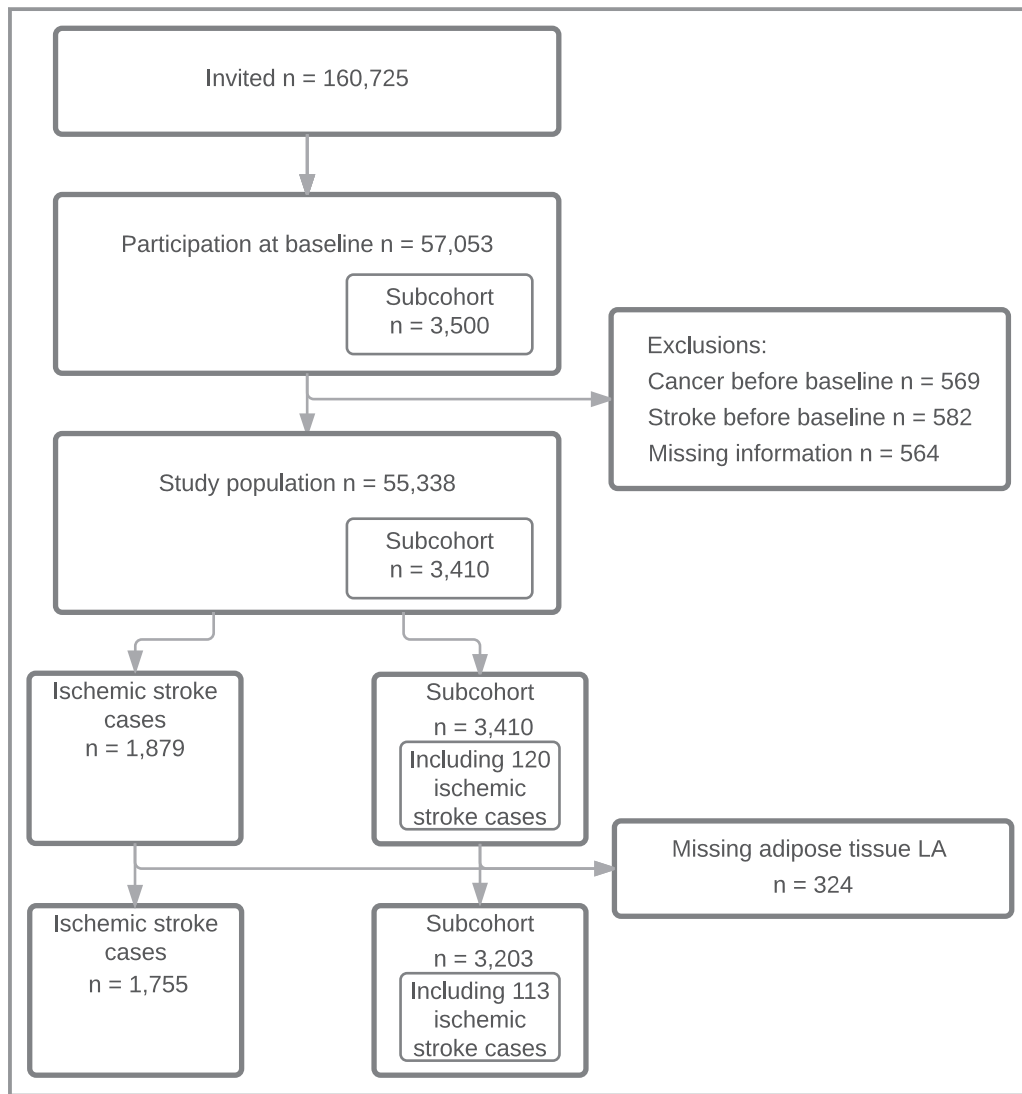 Invited n = 160,725
Participation at baseline n = 57,053
Subcohort
n = 3,500
Exclusions:
Cancer before baseline n = 569
Stroke before baseline n = 582
Missing information n = 564
Study population n = 55,338
Subcohort
n = 3,410
Ischemic stroke
cases
n = 1,879
Subcohort
n = 3,410
Including 120
ischemic
stroke cases
Missing adipose tissue LA
n = 324
Ischemic stroke
cases
n = 1,755
Subcohort
n = 3,203
Including 113
ischemic
stroke cases